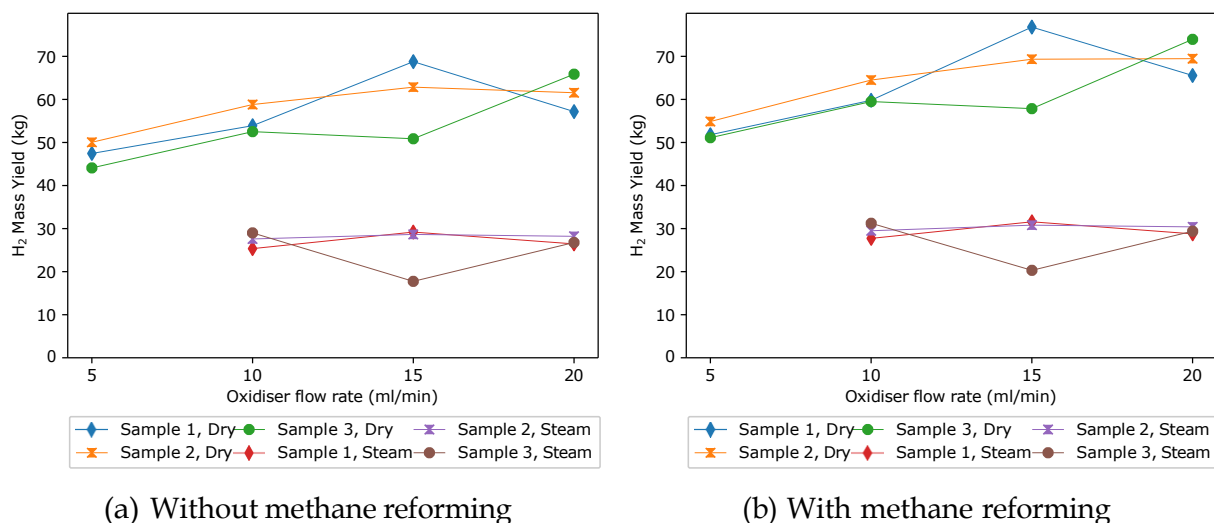 H₂ Mass Yield (kg)
70
60
50
40
30
20
10
0
5 10 15 20
Oxidiser flow rate (ml/min)
Sample 1, Dry Sample 3, Dry Sample 2, Steam
Sample 2, Dry Sample 1, Steam Sample 3, Steam
(a) Without methane reforming
H₂ Mass Yield (kg)
70
60
50
40
30
20
10
0
5 10 15 20
Oxidiser flow rate (ml/min)
Sample 1, Dry Sample 3, Dry Sample 2, Steam
Sample 2, Dry Sample 1, Steam Sample 3, Steam
(b) With methane reforming